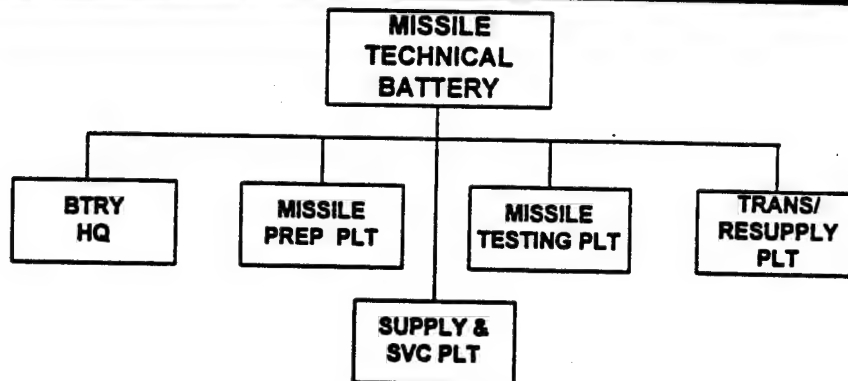 MISSILE
TECHNICAL
BATTERY
BTRY
HQ
MISSILE
PREP PLT
MISSILE
TESTING PLT
TRANS/
RESUPPLY
PLT
SUPPLY &
SVC PLT